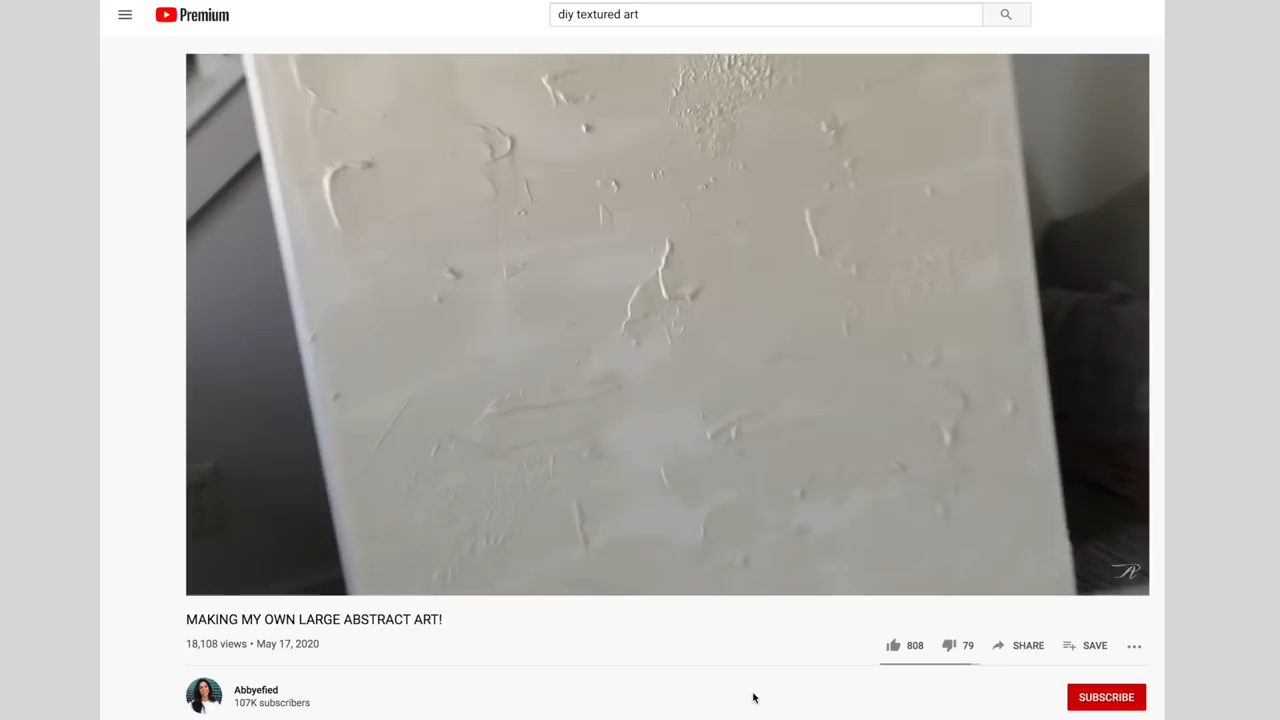 Premium
diy textured art
MAKING MY OWN LARGE ABSTRACT ART!
18,108 views • May 17, 2020
808
79
SHARE
SAVE
Abbyefied
107K subscribers
SUBSCRIBE